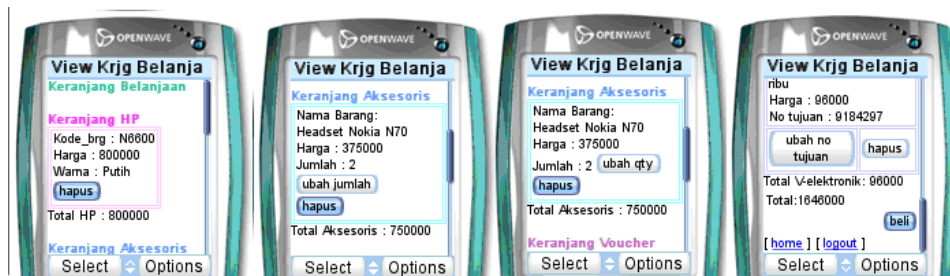 OPENWAVE
View Krjg Belanja
Keranjang Belanjaan
Keranjang HP
Kode_brg : N6600
Harga : 800000
Warna : Putih
hapus
Total HP : 800000
Keranjang Aksesoris
Select Options
OPENWAVE
View Krjg Belanja
Keranjang Aksesoris
Nama Barang:
Headset Nokia N70
Harga : 375000
Jumlah : 2
ubah jumlah
hapus
Total Aksesoris : 750000
Select Options
OPENWAVE
View Krjg Belanja
Keranjang Aksesoris
Nama Barang:
Headset Nokia N70
Harga : 375000
Jumlah : 2 ubah qty
hapus
Total Aksesoris : 750000
Keranjang Voucher
Select Options
OPENWAVE
View Krjg Belanja
ribu
Harga : 96000
No tujuan : 9184297
ubah no
tujuan
hapus
Total V-elektronik: 96000
Total:1646000
beli
[ home ] [ logout ]
Select Options